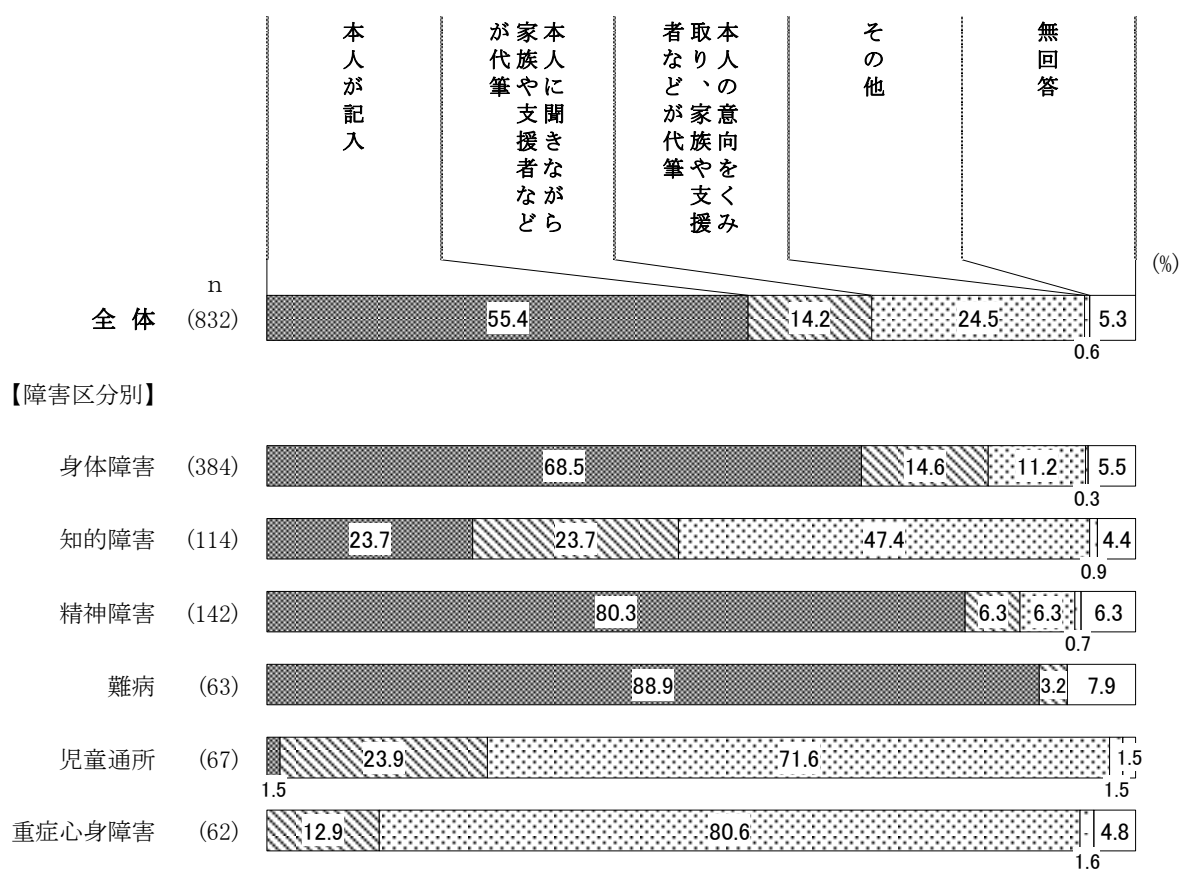 本人が記入
本人に聞きながら
家族や支援者など
が代筆
本人の意向をくみ
取り、家族や支援
者などが代筆
その他
無回答
(%)
n
全 体 (832) 55.4 14.2 24.5 5.3
0.6
【障害区分別】
身体障害 (384) 68.5 14.6 11.2 5.5
0.3
知的障害 (114) 23.7 23.7 47.4 4.4
0.9
精神障害 (142) 80.3 6.3 6.3 6.3
0.7
難病 (63) 88.9 3.2 7.9
児童通所 (67) 23.9 71.6 1.5
1.5 1.5
重症心身障害 (62) 12.9 80.6 4.8
1.6